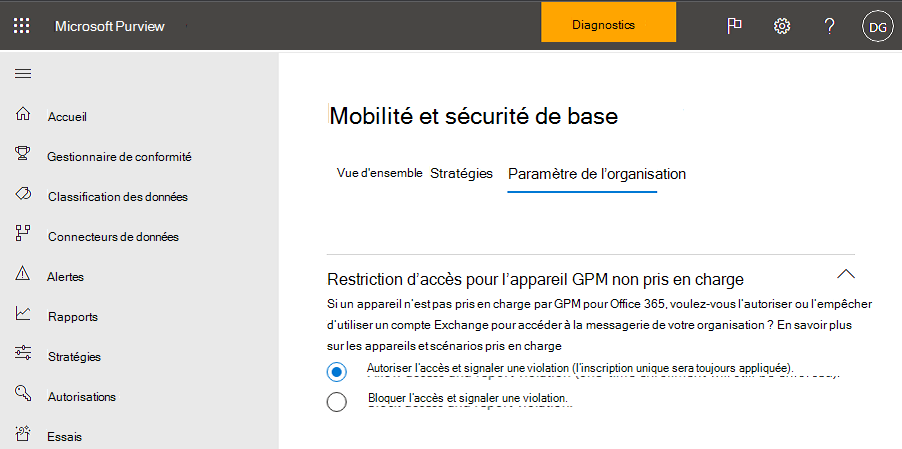 Microsoft Purview
Diagnostics
?
DG
Accueil
Gestionnaire de conformité
Classification des données
Connecteurs de données
Alertes
Rapports
Stratégies
Autorisations
Essais
Mobilité et sécurité de base
Vue d'ensemble Stratégies Paramètre de l'organisation
Restriction d'accès pour l'appareil GPM non pris en charge
Si un appareil n'est pas pris en charge par GPM pour Office 365, voulez-vous l'autoriser ou l'empêcher
d'utiliser un compte Exchange pour accéder à la messagerie de votre organisation ? En savoir plus
sur les appareils et scénarios pris en charge
Autoriser l'accès et signaler une violation (l'inscription unique sera toujours appliquée).
Bloquer l'accès et signaler une violation.